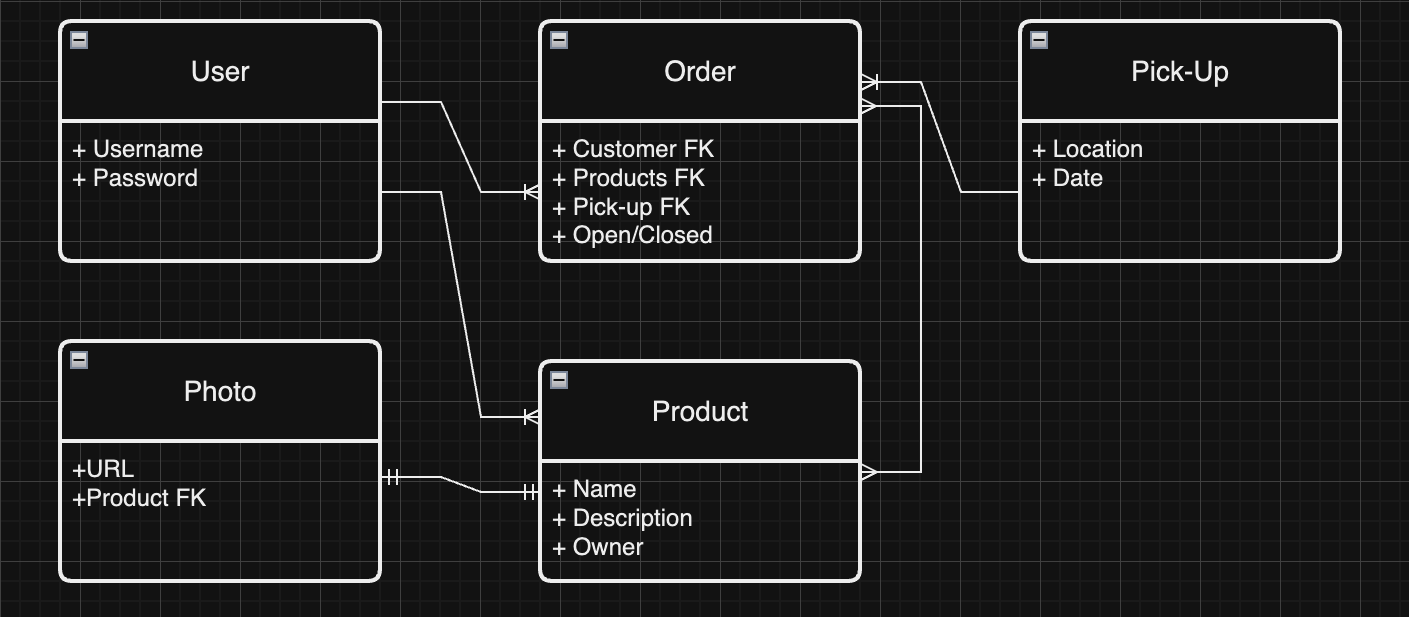 User
+ Username
+ Password
Order
+ Customer FK
+ Products FK
+ Pick-up FK
+ Open/Closed
Pick-Up
+ Location
+ Date
Photo
+URL
+Product FK
Product
+ Name
+ Description
+ Owner